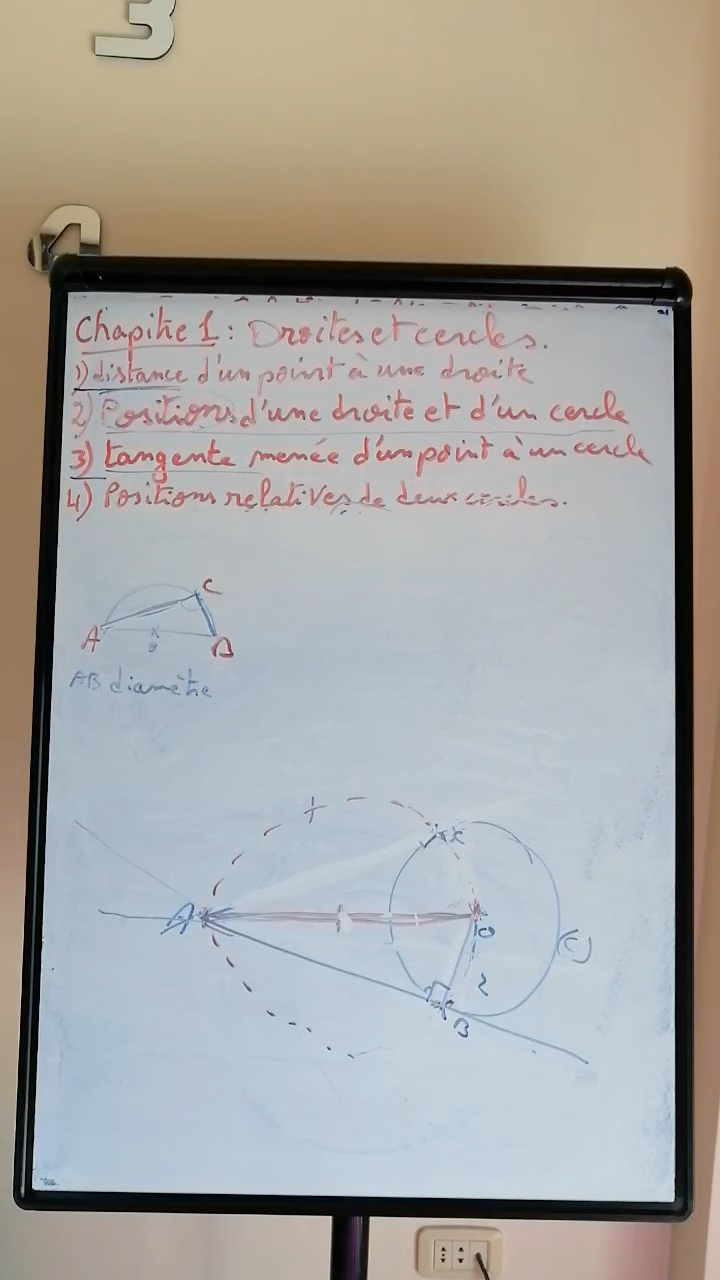 3
Chapitre 1 : Droites et cercles.
1) distance d'un point à une droite
2) Positions d'une droite et d'un cercle
3) tangente menée d'un point à un cercle
4) Positions relatives de deux cercles.
C
A
B
AB diamètre
A
O
(C)
B